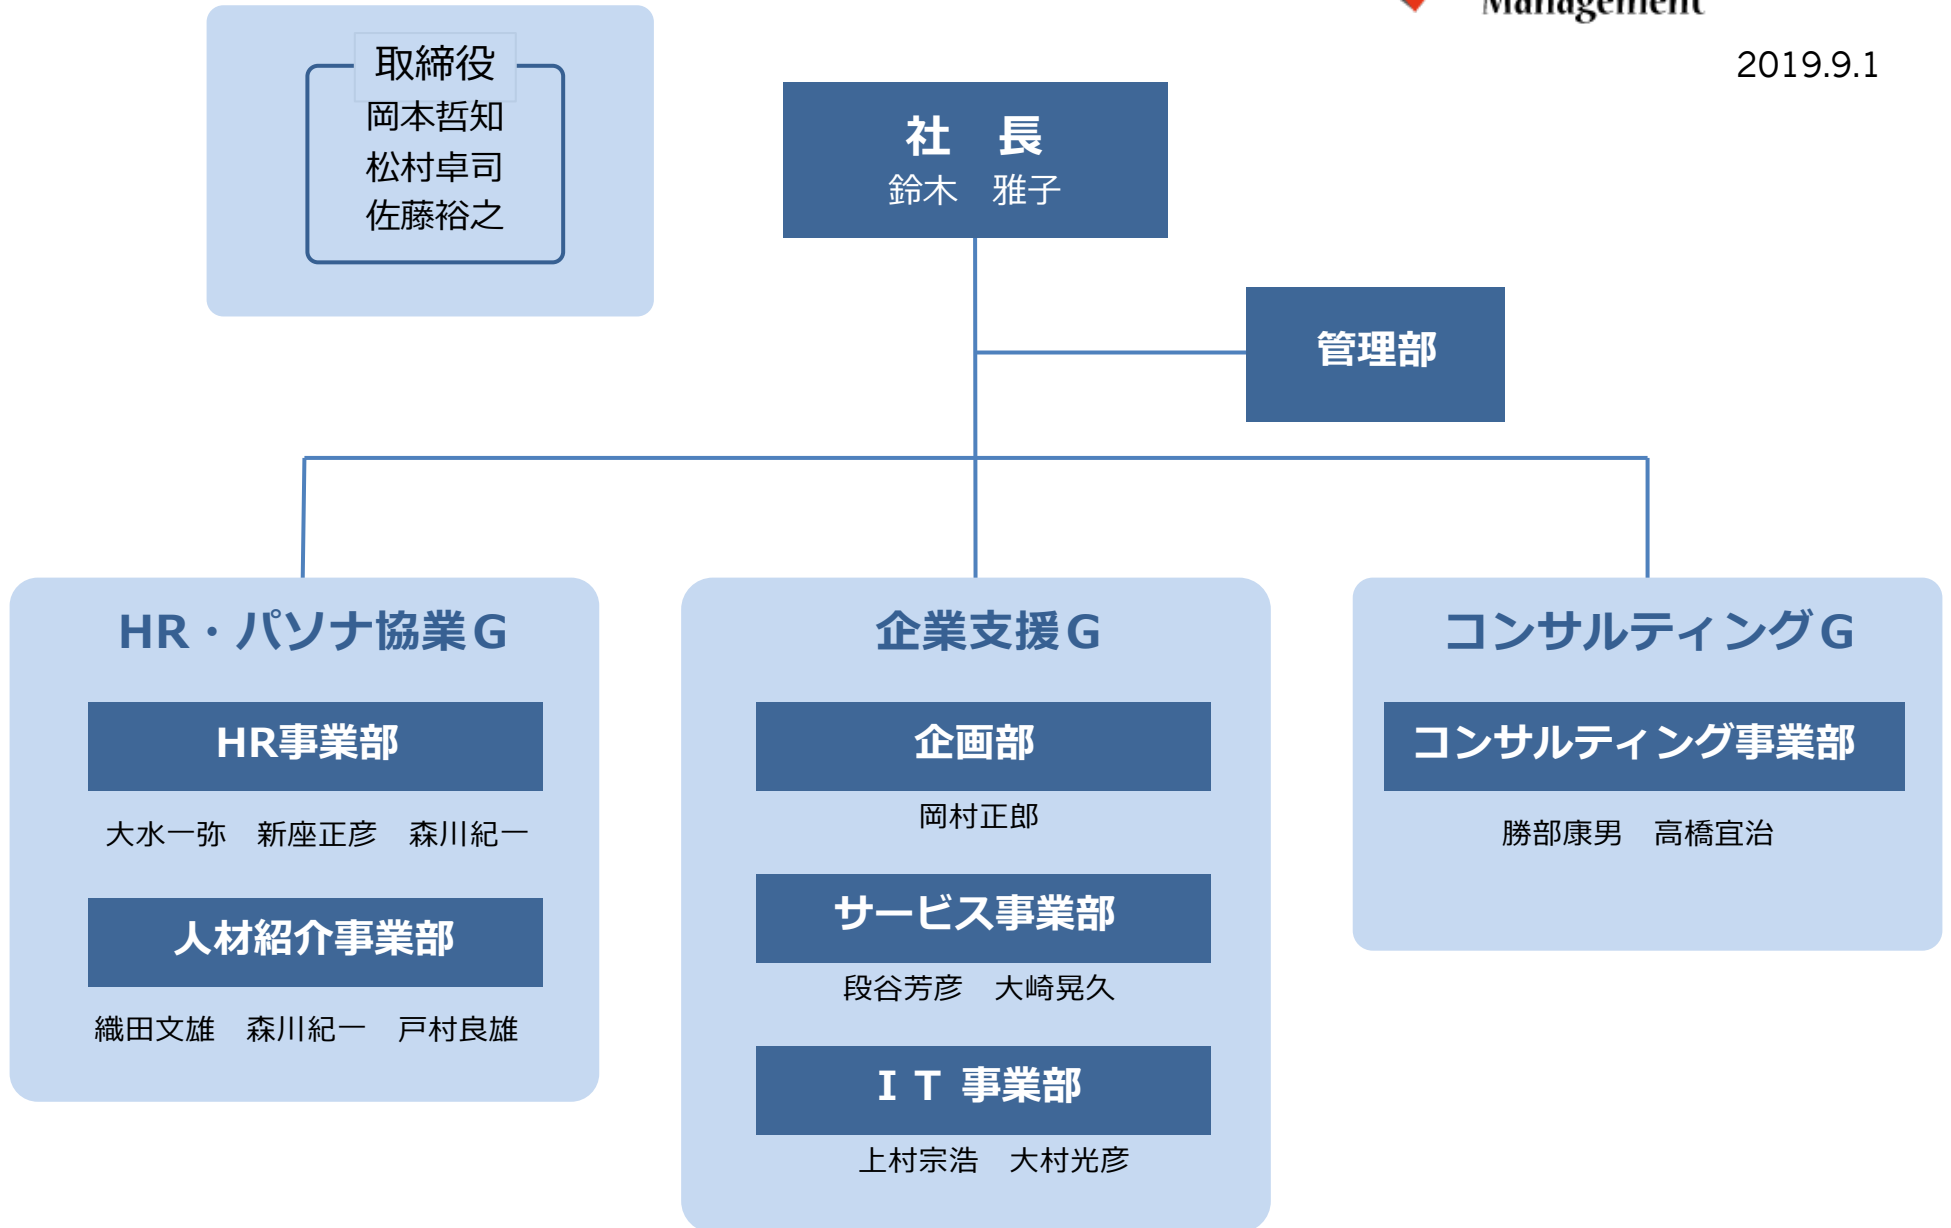 Management
2019.9.1
取締役
岡本哲知
松村卓司
佐藤裕之
社　長
鈴木　雅子
管理部
HR・パソナ協業Ｇ
HR事業部
大水一弥　新座正彦　森川紀一
人材紹介事業部
織田文雄　森川紀一　戸村良雄
企業支援Ｇ
企画部
岡村正郎
サービス事業部
段谷芳彦　大崎晃久
ＩＴ 事業部
上村宗浩　大村光彦
コンサルティングＧ
コンサルティング事業部
勝部康男　高橋宜治